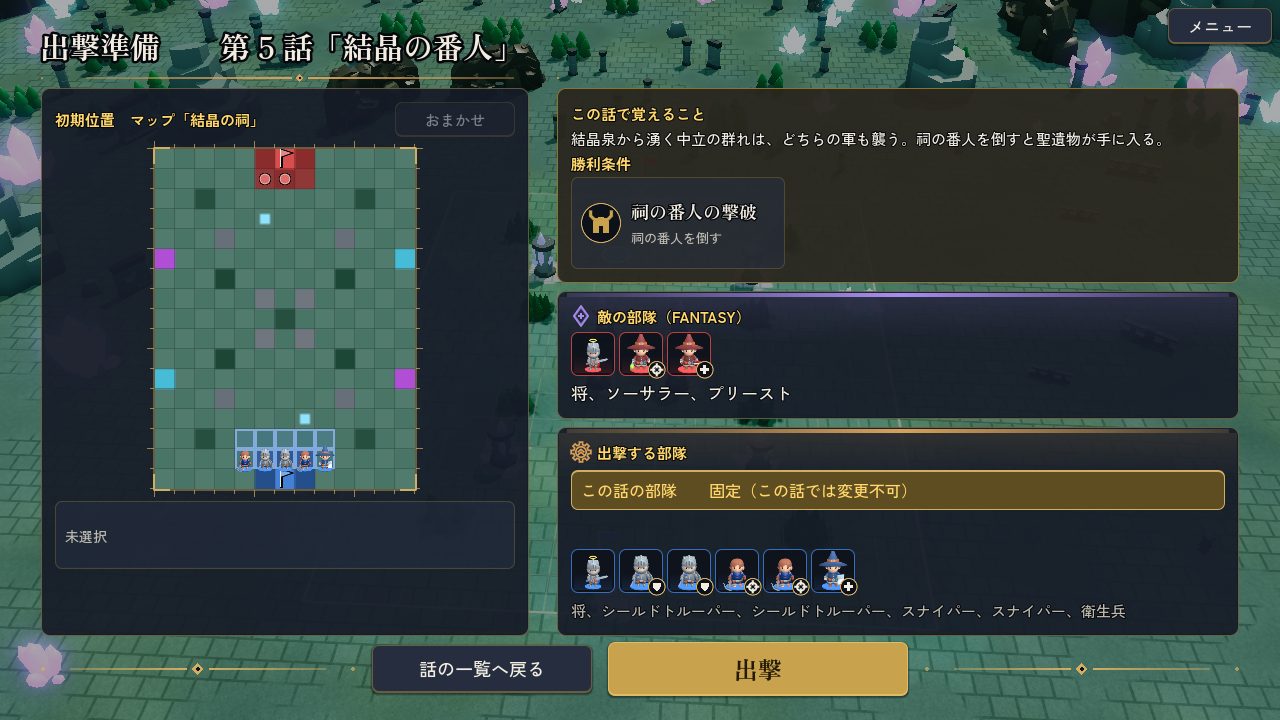 出撃準備　　第５話「結晶の番人」
メニュー
初期位置　マップ「結晶の祠」
おまかせ
未選択
この話で覚えること
結晶泉から湧く中立の群れは、どちらの軍も襲う。祠の番人を倒すと聖遺物が手に入る。
勝利条件
祠の番人の撃破
祠の番人を倒す
敵の部隊（FANTASY）
将、ソーサラー、プリースト
出撃する部隊
この話の部隊　　固定（この話では変更不可）
将、シールドトルーパー、シールドトルーパー、スナイパー、スナイパー、衛生兵
話の一覧へ戻る
出撃